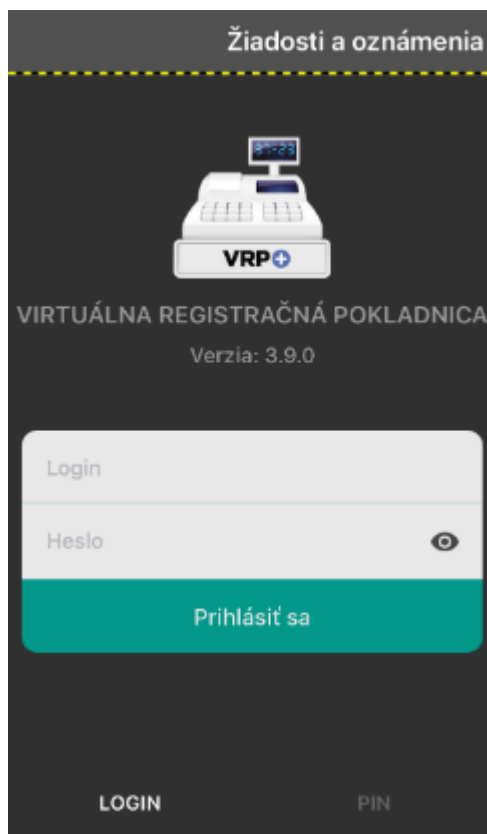 Žiadosti a oznámenia
VRP
VIRTUÁLNA REGISTRAČNÁ POKLADNICA
Verzia: 3.9.0
Login
Heslo
Prihlásiť sa
LOGIN
PIN